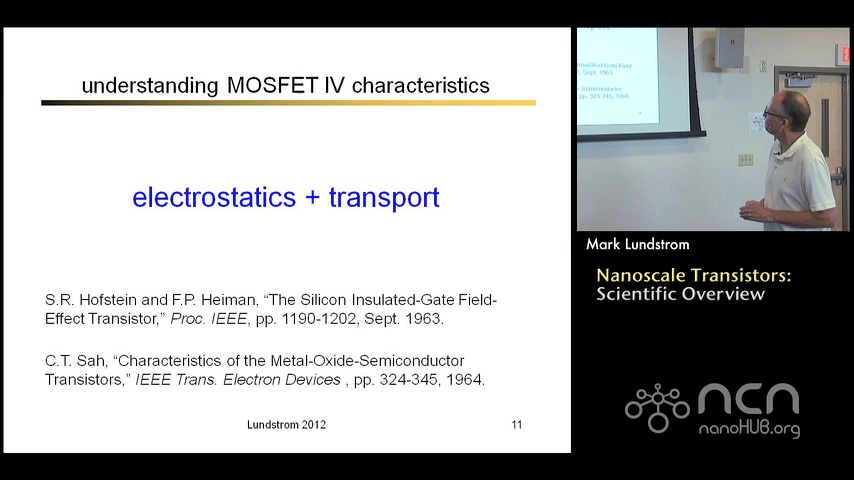 understanding MOSFET IV characteristics
electrostatics + transport
S.R. Hofstein and F.P. Heiman, “The Silicon Insulated-Gate Field-
Effect Transistor,” Proc. IEEE, pp. 1190-1202, Sept. 1963.
C.T. Sah, “Characteristics of the Metal-Oxide-Semiconductor
Transistors,” IEEE Trans. Electron Devices , pp. 324-345, 1964.
Lundstrom 2012
11
Mark Lundstrom
Nanoscale Transistors:
Scientific Overview
ncn
nanoHUB.org